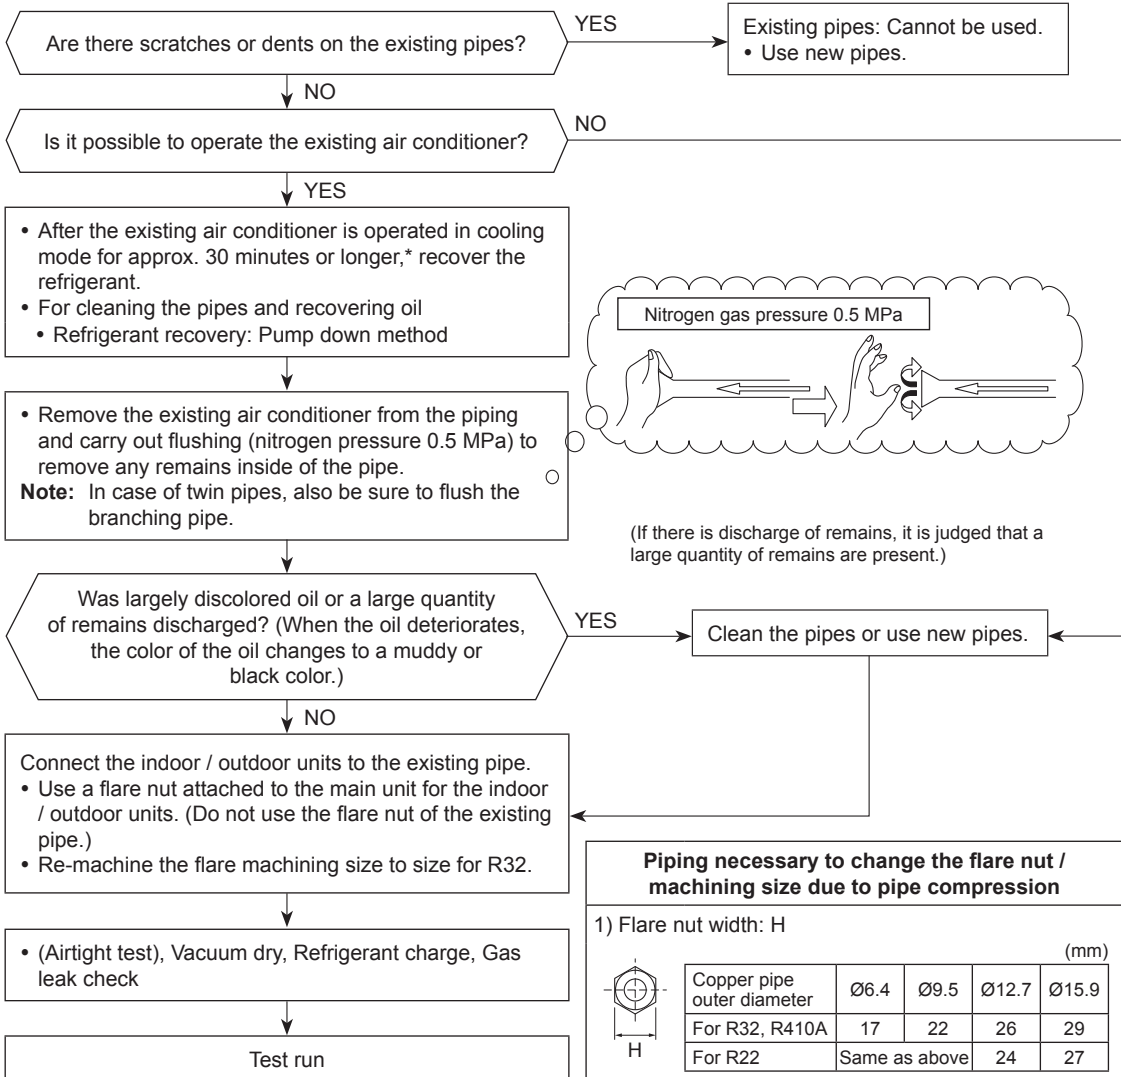 Are there scratches or dents on the existing pipes?
YES
Existing pipes: Cannot be used.
• Use new pipes.
NO
Is it possible to operate the existing air conditioner?
NO
YES
• After the existing air conditioner is operated in cooling
mode for approx. 30 minutes or longer,* recover the
refrigerant.
• For cleaning the pipes and recovering oil
• Refrigerant recovery: Pump down method
Nitrogen gas pressure 0.5 MPa
• Remove the existing air conditioner from the piping
and carry out flushing (nitrogen pressure 0.5 MPa) to
remove any remains inside of the pipe.
Note: In case of twin pipes, also be sure to flush the
branching pipe.
(If there is discharge of remains, it is judged that a
large quantity of remains are present.)
Was largely discolored oil or a large quantity
of remains discharged? (When the oil deteriorates,
the color of the oil changes to a muddy or
black color.)
YES
Clean the pipes or use new pipes.
NO
Connect the indoor / outdoor units to the existing pipe.
• Use a flare nut attached to the main unit for the indoor
/ outdoor units. (Do not use the flare nut of the existing
pipe.)
• Re-machine the flare machining size to size for R32.
• (Airtight test), Vacuum dry, Refrigerant charge, Gas
leak check
Test run
Piping necessary to change the flare nut /
machining size due to pipe compression
1) Flare nut width: H
(mm)
H
Copper pipe
outer diameter Ø6.4 Ø9.5 Ø12.7 Ø15.9
For R32, R410A 17 22 26 29
For R22 Same as above 24 27